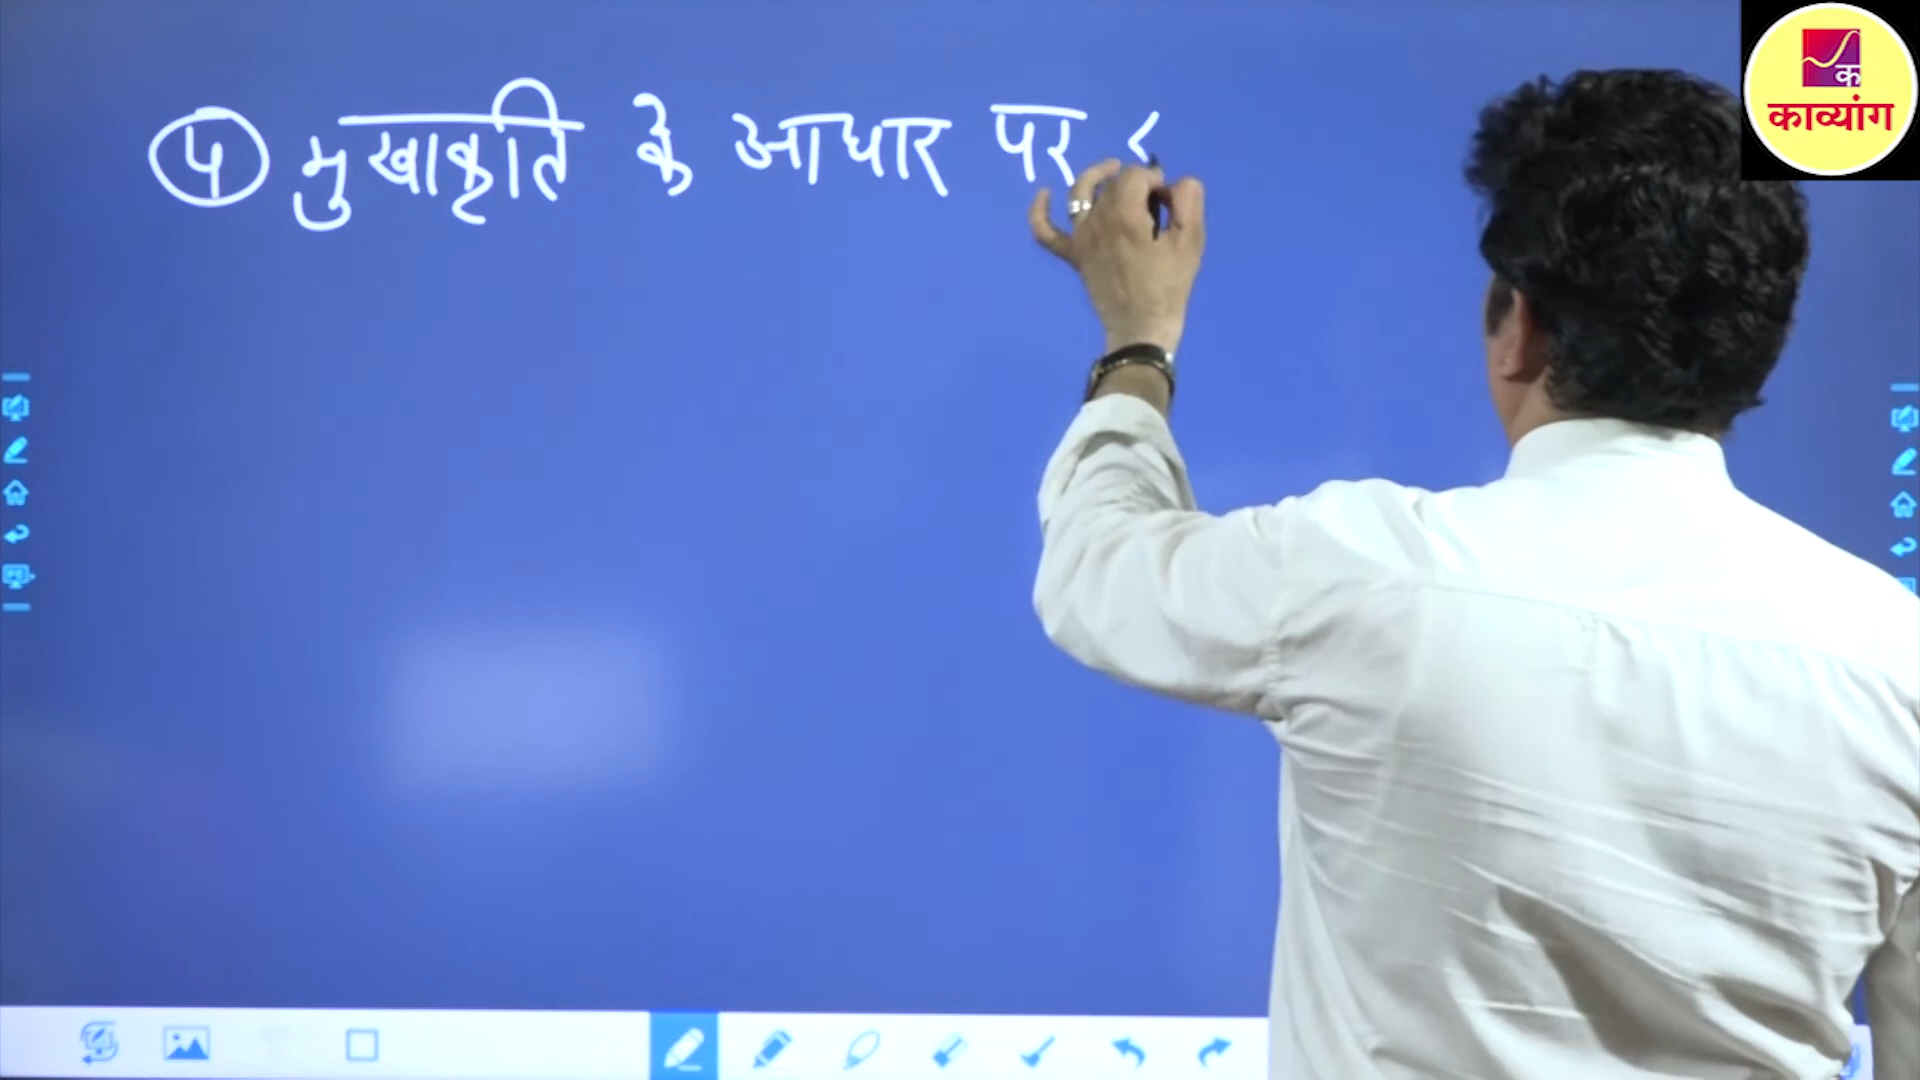 ५ मुखाकृति के आधार पर
क
काव्यांग